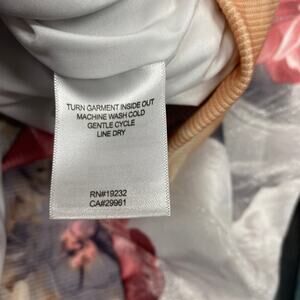 TURN GARMENT INSIDE OUT
MACHINE WASH COLD
GENTLE CYCLE
LINE DRY
RN#19232
CA#29961